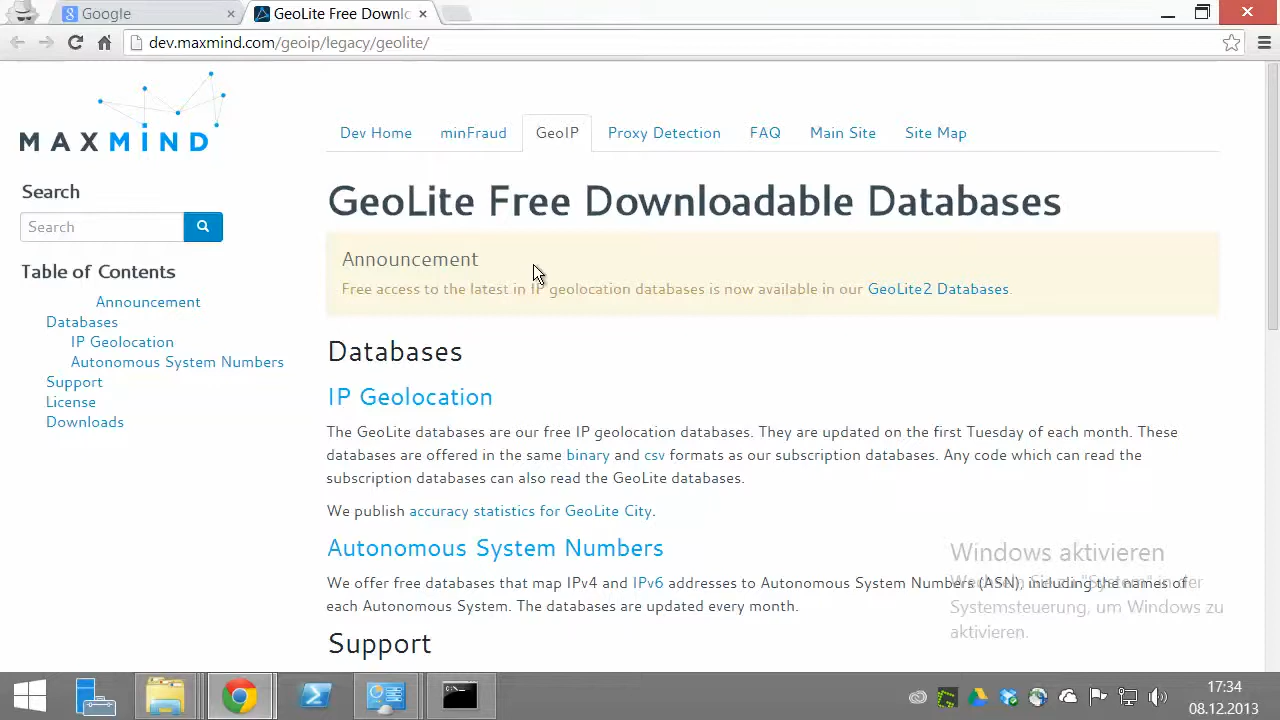 Google
GeoLite Free Downlo
dev.maxmind.com/geoip/legacy/geolite/
MAXMIND
Dev Home
minFraud
GeoIP
Proxy Detection
FAQ
Main Site
Site Map
Search
Search
Table of Contents
Announcement
Databases
IP Geolocation
Autonomous System Numbers
Support
License
Downloads
GeoLite Free Downloadable Databases
Announcement
Free access to the latest in IP geolocation databases is now available in our GeoLite2 Databases.
Databases
IP Geolocation
The GeoLite databases are our free IP geolocation databases. They are updated on the first Tuesday of each month. These
databases are offered in the same binary and csv formats as our subscription databases. Any code which can read the
subscription databases can also read the GeoLite databases.
We publish accuracy statistics for GeoLite City.
Autonomous System Numbers
We offer free databases that map IPv4 and IPv6 addresses to Autonomous System Numbers (ASN), including the names of
each Autonomous System. The databases are updated every month.
Support
Windows aktivieren
Wechseln Sie zu "System" in der
Systemsteuerung, um Windows zu
aktivieren.
17:34
08.12.2013